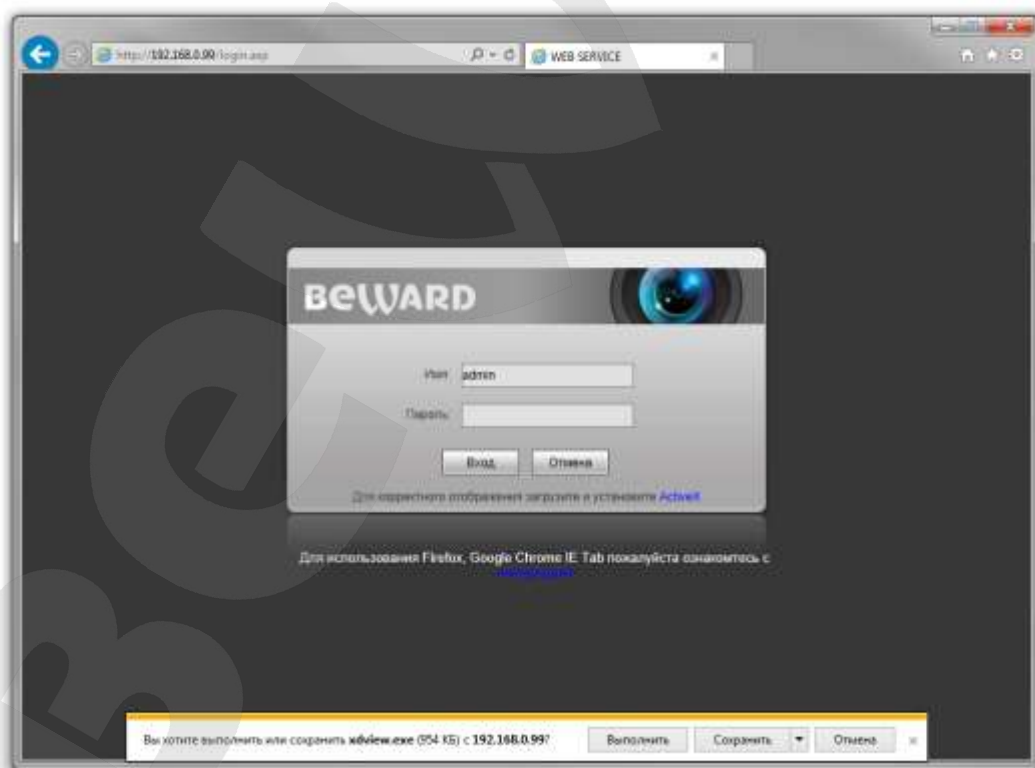 http://192.168.0.99/login.asp
WEB SERVICE
BEWARD
Имя
admin
Пароль
Вход
Отмена
Для корректного отображения загрузите и установите ActiveX
Для использования Firefox, Google Chrome IE Tab пожалуйста ознакомтесь с
Вы хотите выполнить или сохранить xdview.exe (954 КБ) с 192.168.0.99?
Выполнить
Сохранить
Отмена